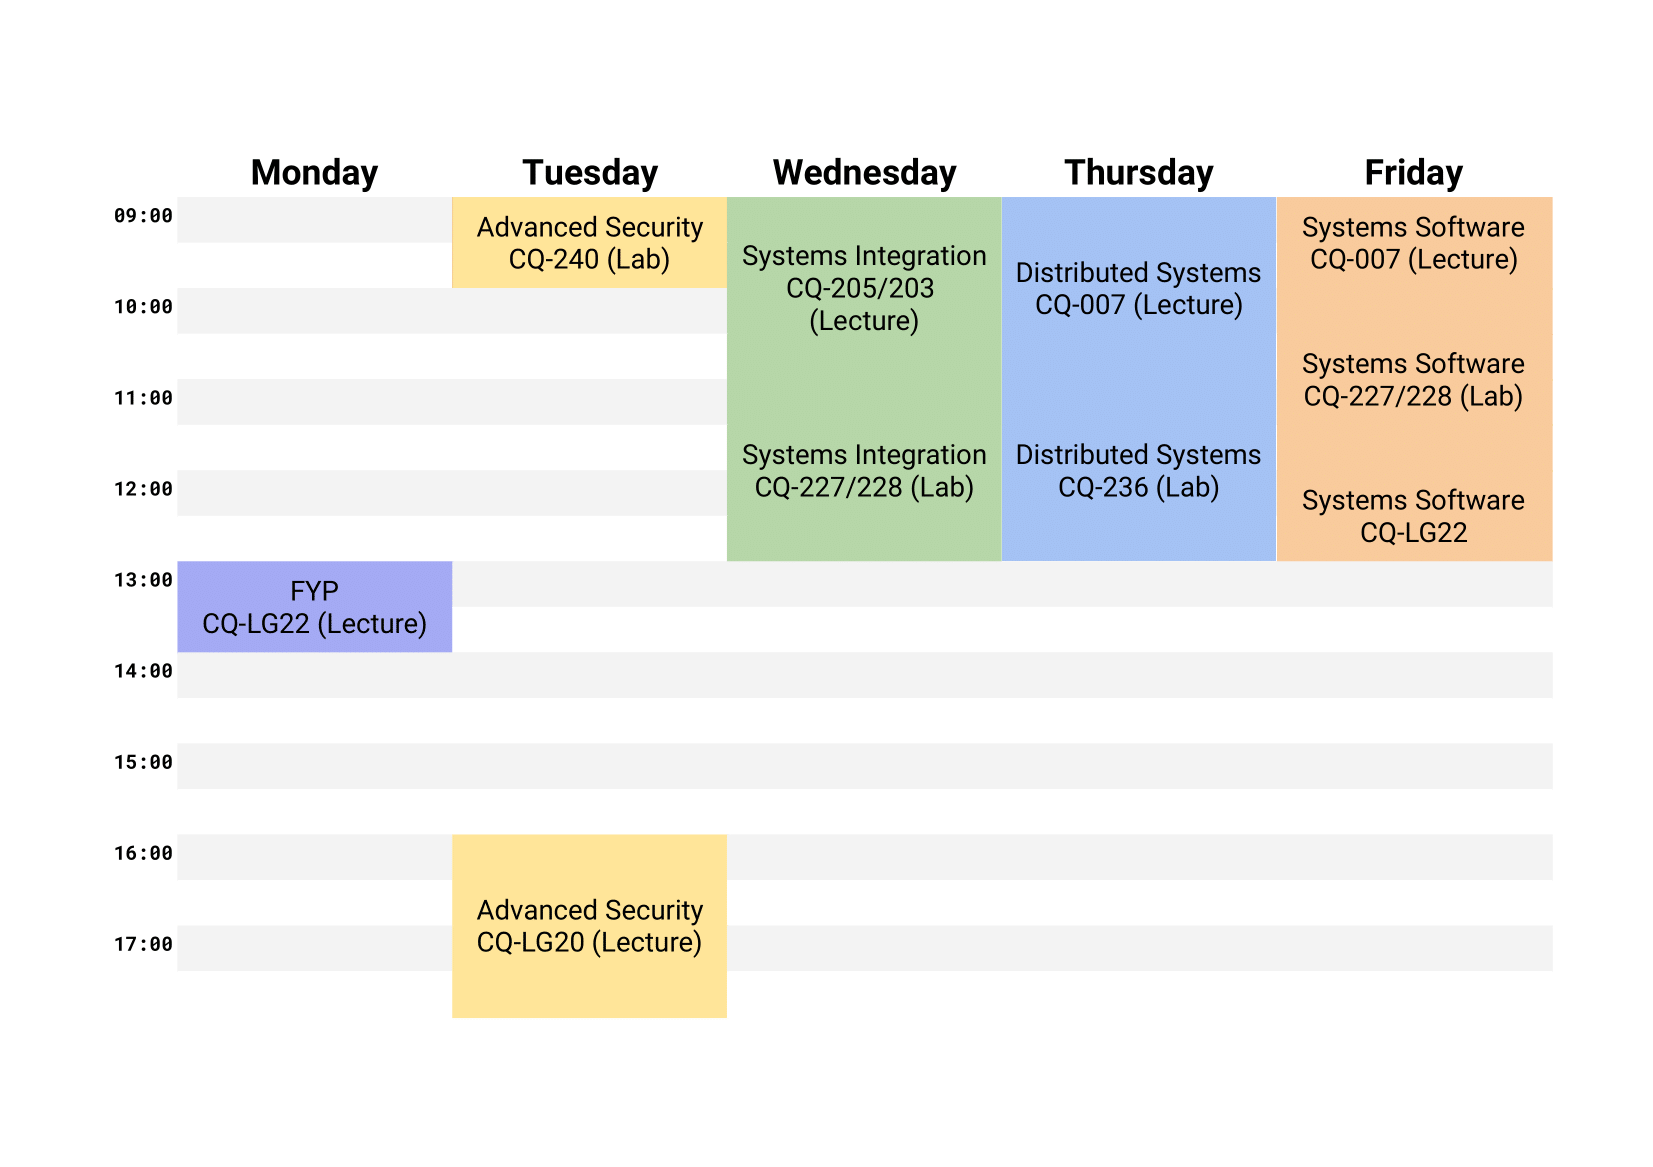 Monday
Tuesday
Wednesday
Thursday
Friday
09:00
10:00
11:00
12:00
13:00
14:00
15:00
16:00
17:00
FYP
CQ-LG22 (Lecture)
Advanced Security
CQ-240 (Lab)
Advanced Security
CQ-LG20 (Lecture)
Systems Integration
CQ-205/203
(Lecture)
Systems Integration
CQ-227/228 (Lab)
Distributed Systems
CQ-007 (Lecture)
Distributed Systems
CQ-236 (Lab)
Systems Software
CQ-007 (Lecture)
Systems Software
CQ-227/228 (Lab)
Systems Software
CQ-LG22